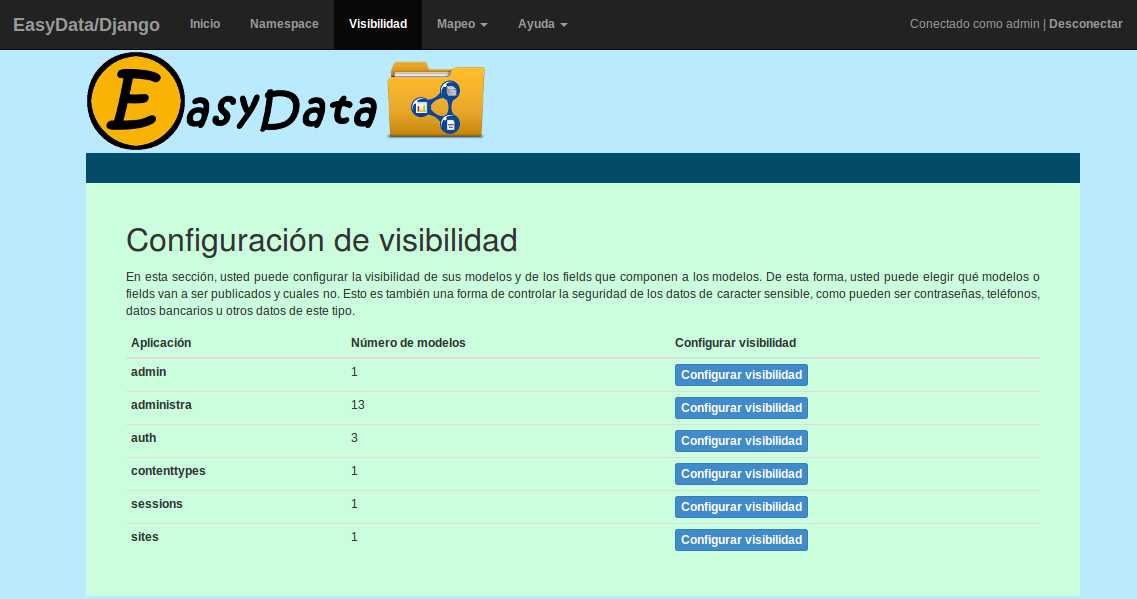 EasyData/Django Inicio Namespace Visibilidad Mapeo Ayuda Conectado como admin | Desconectar
EasyData
Configuración de visibilidad
En esta sección, usted puede configurar la visibilidad de sus modelos y de los fields que componen a los modelos. De esta forma, usted puede elegir qué modelos o
fields van a ser publicados y cuales no. Esto es también una forma de controlar la seguridad de los datos de caracter sensible, como pueden ser contraseñas, teléfonos,
datos bancarios u otros datos de este tipo.
Aplicación Número de modelos Configurar visibilidad
admin 1 Configurar visibilidad
administra 13 Configurar visibilidad
auth 3 Configurar visibilidad
contenttypes 1 Configurar visibilidad
sessions 1 Configurar visibilidad
sites 1 Configurar visibilidad